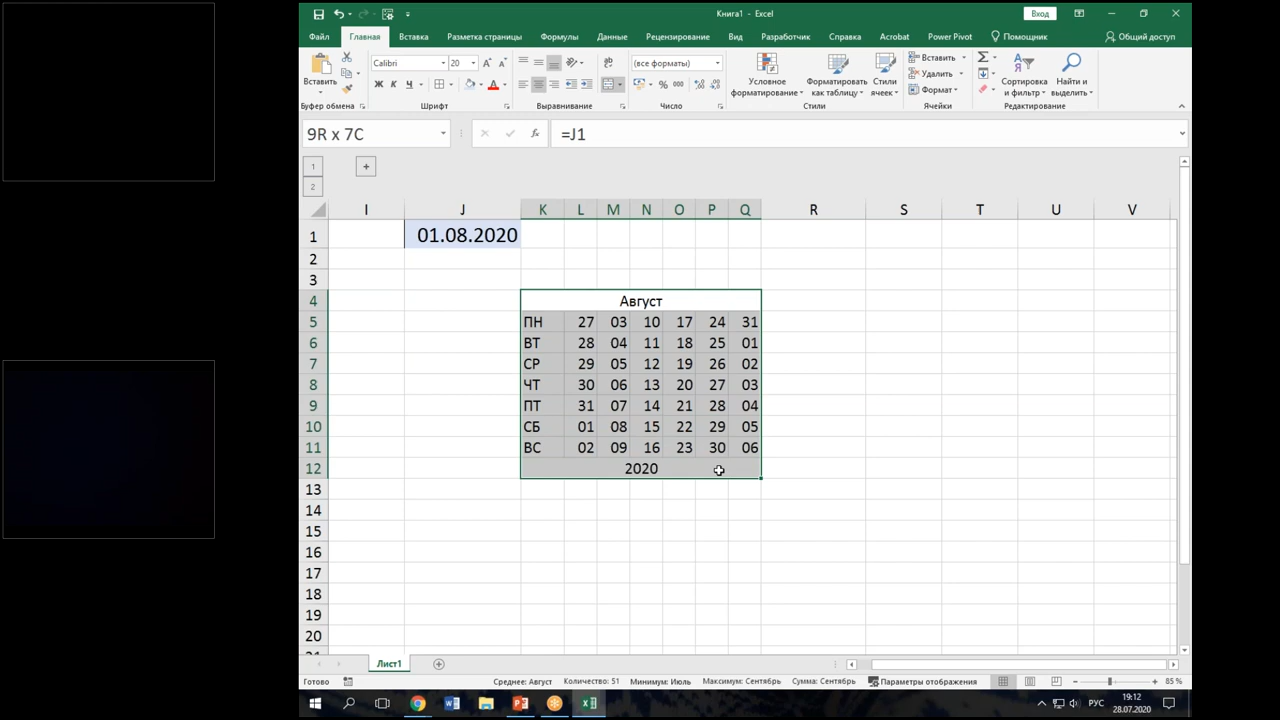 Книга1 - Excel
Вход
Файл Главная Вставка Разметка страницы Формулы Данные Рецензирование Вид Разработчик Справка Acrobat Power Pivot Помощник Общий доступ
Вставить
Calibri 20
Ж К Ч
(все форматы)
% 000
Условное форматирование
Форматировать как таблицу
Стили ячеек
Вставить
Удалить
Формат
Сортировка и фильтр
Найти и выделить
Буфер обмена Шрифт Выравнивание Число Стили Ячейки Редактирование
9R x 7C fx =J1
1
2
I J K L M N O P Q R S T U V
1 01.08.2020
2
3
4 Август
5 ПН 27 03 10 17 24 31
6 ВТ 28 04 11 18 25 01
7 СР 29 05 12 19 26 02
8 ЧТ 30 06 13 20 27 03
9 ПТ 31 07 14 21 28 04
10 СБ 01 08 15 22 29 05
11 ВС 02 09 16 23 30 06
12 2020
13
14
15
16
17
18
19
20
Лист1
Готово Среднее: Август Количество: 51 Минимум: Июль Максимум: Сентябрь Сумма: Сентябрь Параметры отображения 85 %
РУС
19:12
28.07.2020